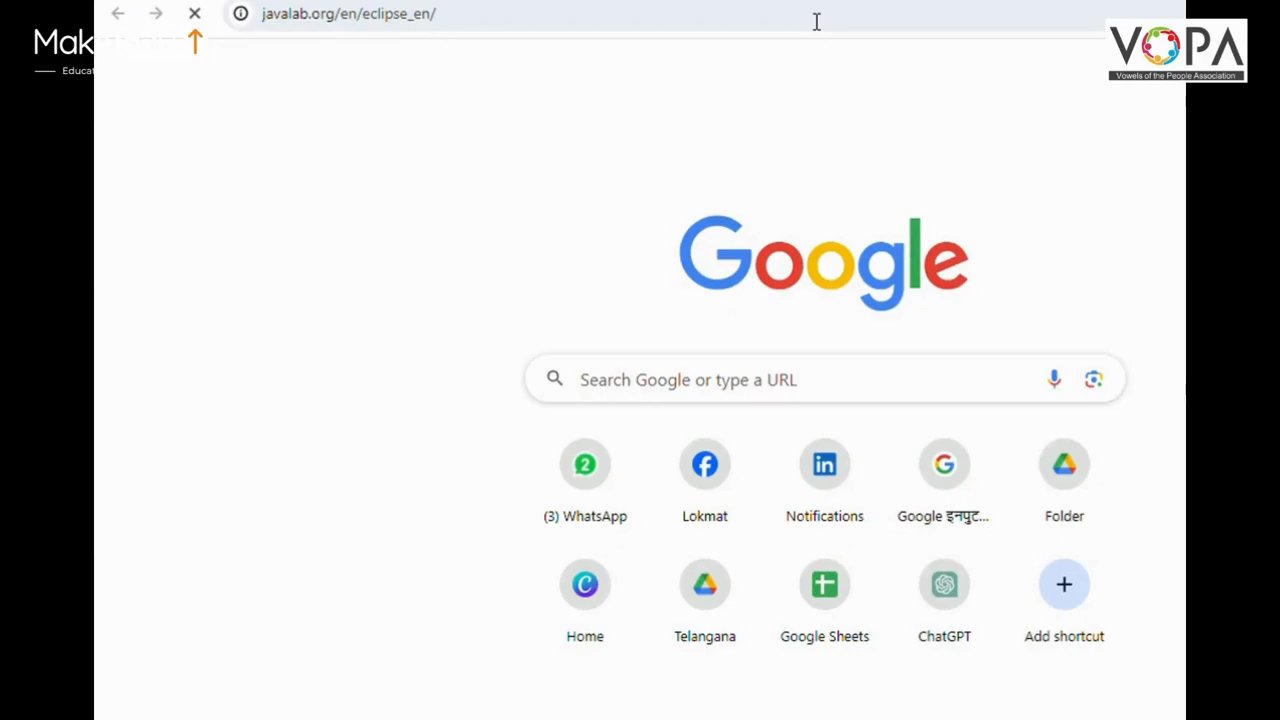 javalab.org/en/eclipse_en/
VOPA
Vowels of the People Association
Google
Search Google or type a URL
2
(3) WhatsApp
Lokmat
Notifications
Google इनपुट...
Folder
Home
Telangana
Google Sheets
ChatGPT
Add shortcut